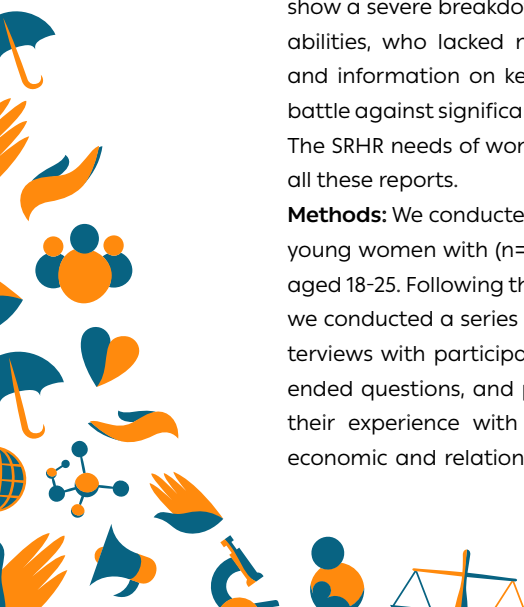 show a severe breakdo
abilities, who lacked
and information on ke
battle against significa
The SRHR needs of wo
all these reports.
Methods: We conducte
young women with (n=
aged 18-25. Following th
we conducted a series
terviews with participa
ended questions, and
their experience with
economic and relation